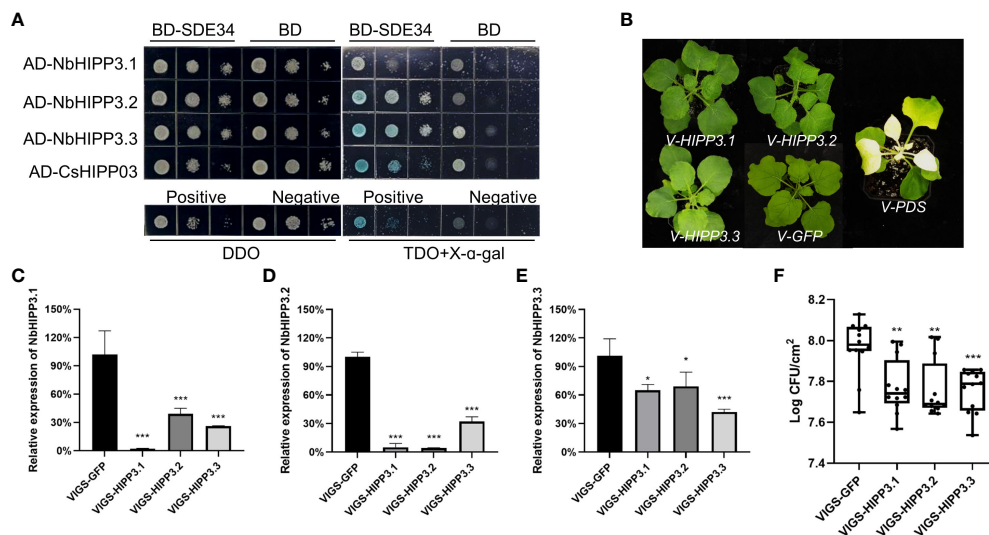 A
BD-SDE34 BD BD-SDE34 BD
AD-NbHIPP3.1
AD-NbHIPP3.2
AD-NbHIPP3.3
AD-CsHIPP03
Positive Negative Positive Negative
DDO TDO+X-α-gal
B
V-HIPP3.1 V-HIPP3.2
V-HIPP3.3 V-GFP
V-PDS
C
Relative expression of NbHIPP3.1
150%
120%
90%
60%
30%
0%
***
***
***
VIGS-GFP
VIGS-HIPP3.1
VIGS-HIPP3.2
VIGS-HIPP3.3
D
Relative expression of NbHIPP3.2
150%
120%
90%
60%
30%
0%
***
***
***
VIGS-GFP
VIGS-HIPP3.1
VIGS-HIPP3.2
VIGS-HIPP3.3
E
Relative expression of NbHIPP3.3
150%
120%
90%
60%
30%
0%
*
*
***
VIGS-GFP
VIGS-HIPP3.1
VIGS-HIPP3.2
VIGS-HIPP3.3
F
Log CFU/cm²
8.2
8.0
7.8
7.6
7.4
**
**
***
VIGS-GFP
VIGS-HIPP3.1
VIGS-HIPP3.2
VIGS-HIPP3.3